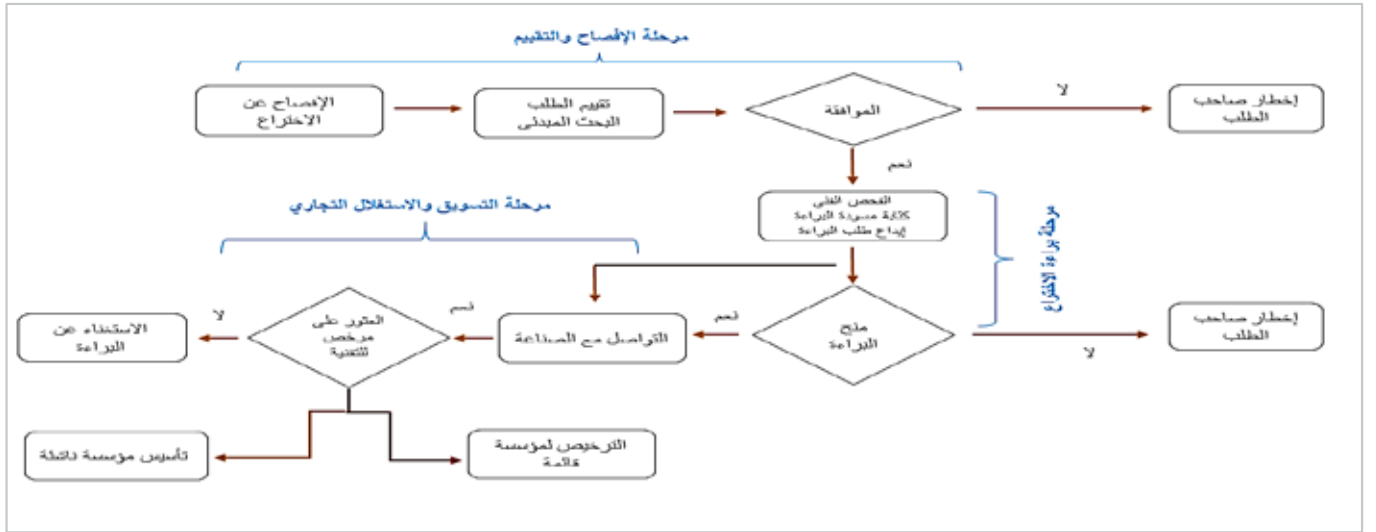 مرحلة الإفصاح والتقييم
الإفصاح عن
الاختراع
تقييم الطلب
البحث المبدئى
الموافقة
لا
إخطار صاحب
الطلب
نعم
الفحص الفنى
كتابة مسودة البراءة
إيداع طلب البراءة
مرحلة براءة الاختراع
مرحلة التسويق والاستغلال التجاري
منح
البراءة
لا
إخطار صاحب
الطلب
نعم
التواصل مع الصناعة
نعم
العثور على
مرخص
للتقنية
لا
الاستغناء عن
البراءة
الترخيص لمؤسسة
قائمة
تأسيس مؤسسة ناشئة